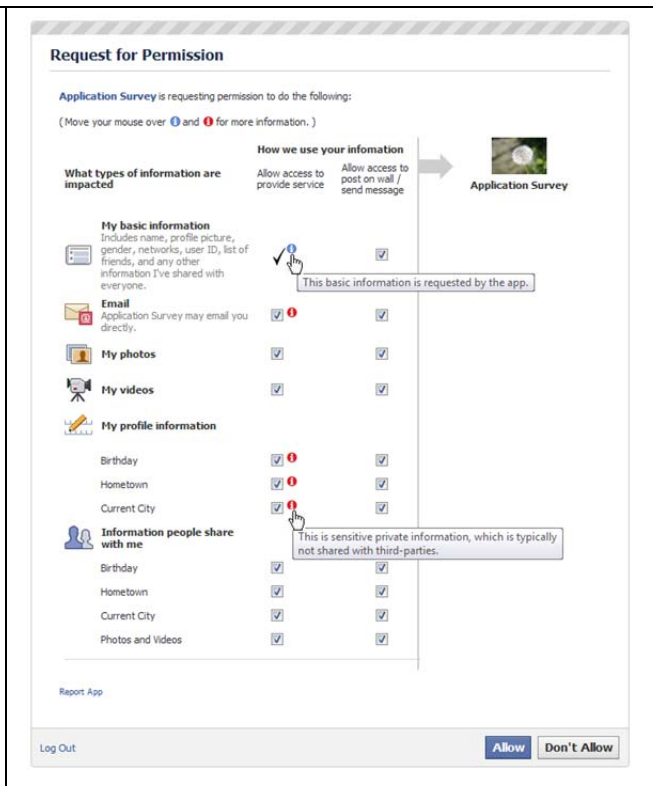 Request for Permission
Application Survey is requesting permission to do the following:
(Move your mouse over and for more information. )
How we use your infomation
What types of information are
impacted
Allow access to
provide service
Allow access to
post on wall /
send message
Application Survey
My basic information
Includes name, profile picture,
gender, networks, user ID, list of
friends, and any other
information I've shared with
everyone.
This basic information is requested by the app.
Email
Application Survey may email you
directly.
My photos
My videos
My profile information
Birthday
Hometown
Current City
This is sensitive private information, which is typically
not shared with third-parties.
Information people share
with me
Birthday
Hometown
Current City
Photos and Videos
Report App
Log Out
Allow
Don't Allow